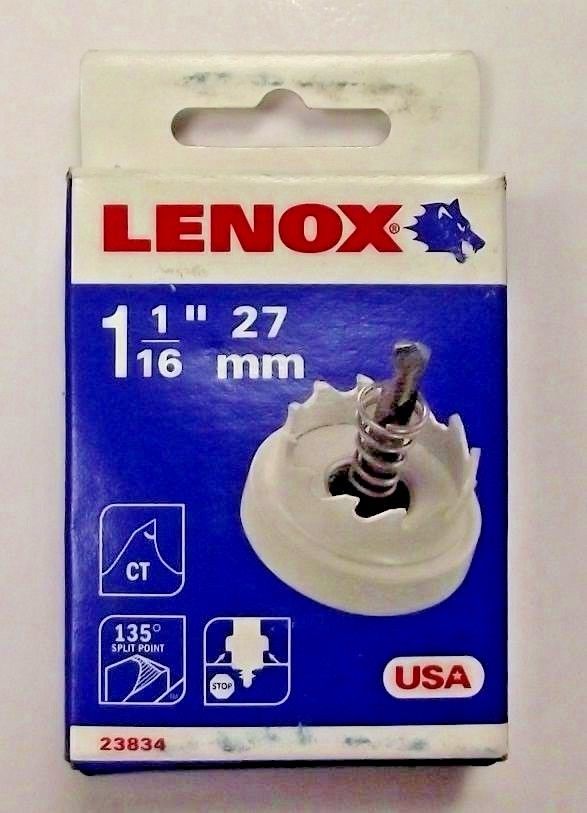 LENOX®
1 1/16" 27 mm
CT
135°
SPLIT POINT
STOP
USA
23834